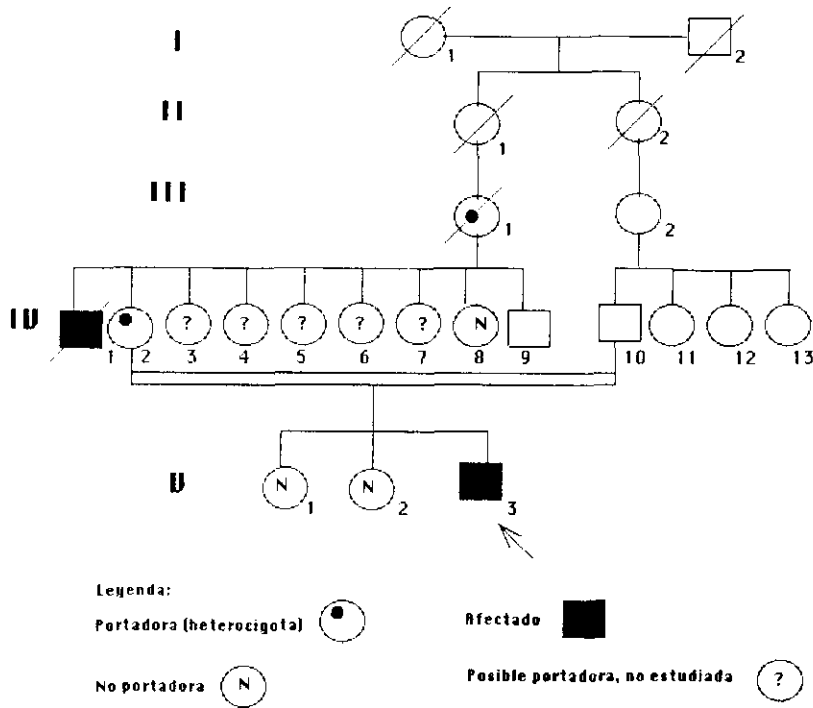 I
1
2
II
1
2
III
1
2
IV
?
?
?
?
?
N
1
2
3
4
5
6
7
8
9
10
11
12
13
V
N
1
N
2
3
Leyenda:
Portadora (heterocigota)
Afectado
No portadora
N
Posible portadora, no estudiada
?